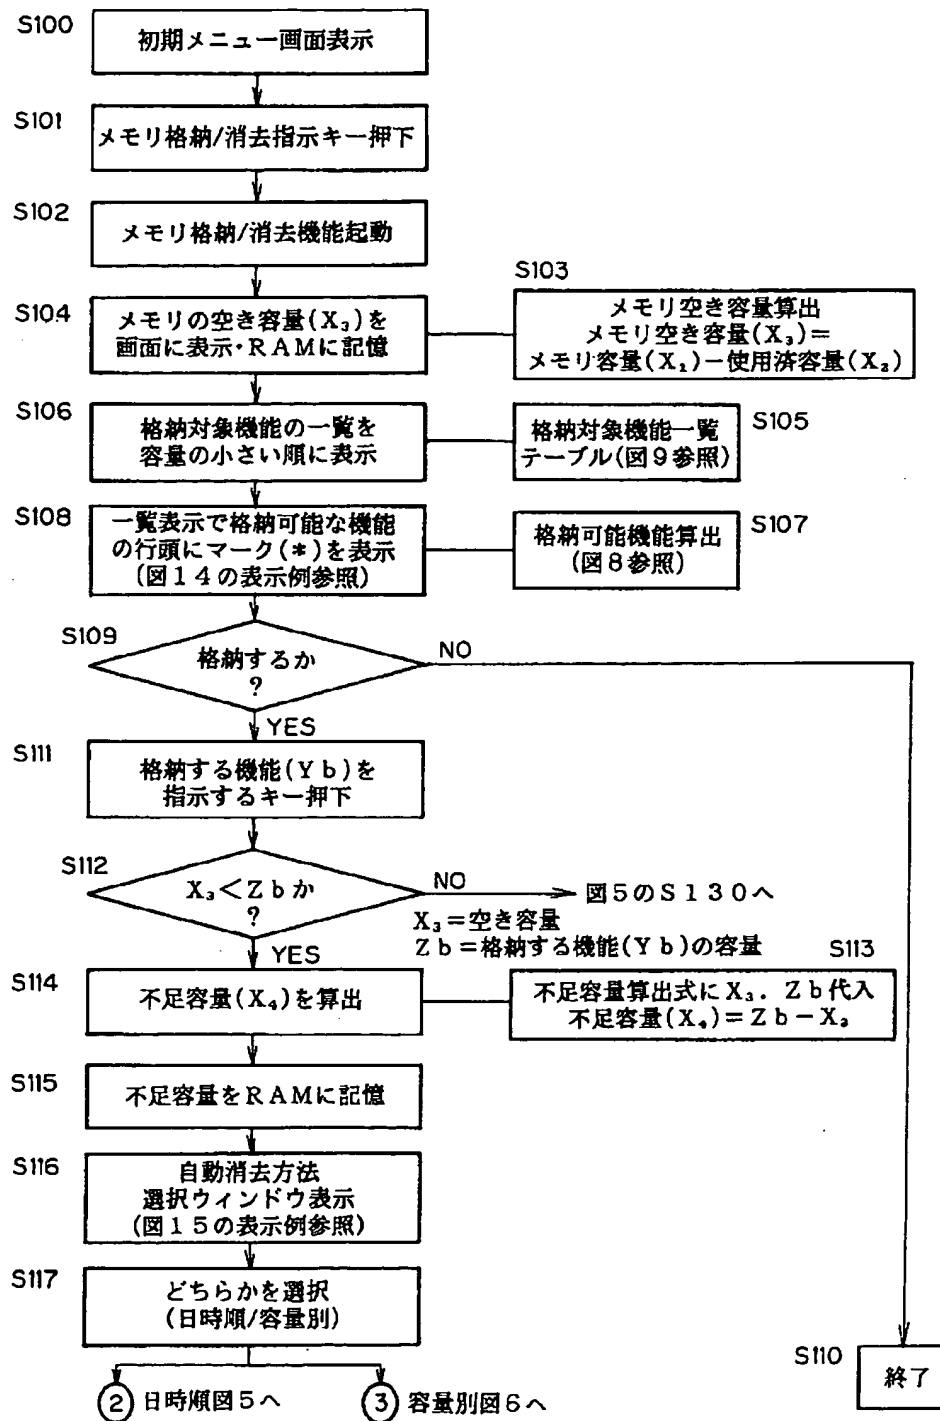 S100
初期メニュー画面表示
S101
メモリ格納/消去指示キー押下
S102
メモリ格納/消去機能起動
S103
S104
メモリの空き容量(X₃)を
画面に表示・RAMに記憶
メモリ空き容量算出
メモリ空き容量(X₃)=
メモリ容量(X₁)−使用済容量(X₂)
S106
格納対象機能の一覧を
容量の小さい順に表示
S105
格納対象機能一覧
テーブル(図9参照)
S108
一覧表示で格納可能な機能
の行頭にマーク(*)を表示
(図14の表示例参照)
S107
格納可能機能算出
(図8参照)
S109
格納するか
?
NO
YES
S111
格納する機能(Yb)を
指示するキー押下
S112
X₃<Zbか
?
NO
図5のS130へ
X₃=空き容量
Zb=格納する機能(Yb)の容量
YES
S113
S114
不足容量(X₄)を算出
不足容量算出式にX₃.Zb代入
不足容量(X₄)=Zb−X₃
S115
不足容量をRAMに記憶
S116
自動消去方法
選択ウィンドウ表示
(図15の表示例参照)
S117
どちらかを選択
(日時順/容量別)
S110
終了
② 日時順図5へ
③ 容量別図6へ